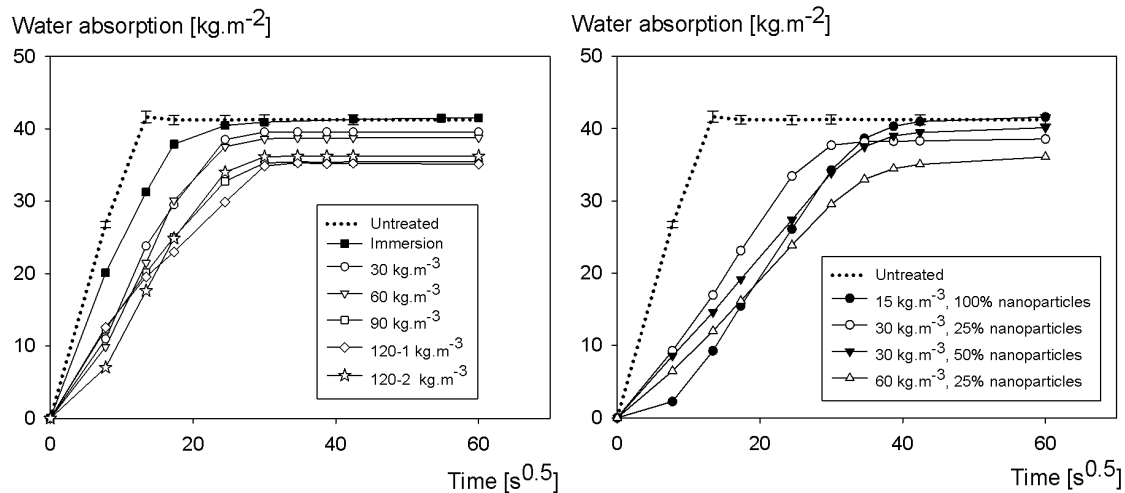 Water absorption [kg.m-2]
50
40
30
20
10
0
0 20 40 60
Time [s0.5]
Untreated
Immersion
30 kg.m-3
60 kg.m-3
90 kg.m-3
120-1 kg.m-3
120-2 kg.m-3
Water absorption [kg.m-2]
50
40
30
20
10
0
0 20 40 60
Time [s0.5]
Untreated
15 kg.m-3, 100% nanoparticles
30 kg.m-3, 25% nanoparticles
30 kg.m-3, 50% nanoparticles
60 kg.m-3, 25% nanoparticles